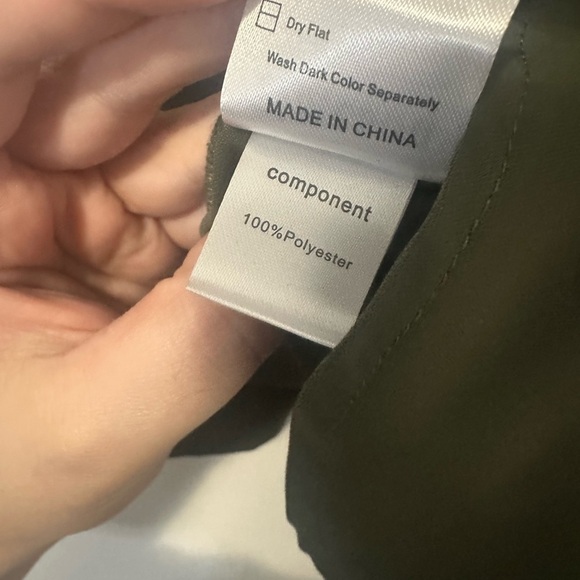 Dry Flat
Wash Dark Color Separately
MADE IN CHINA
component
100%Polyester